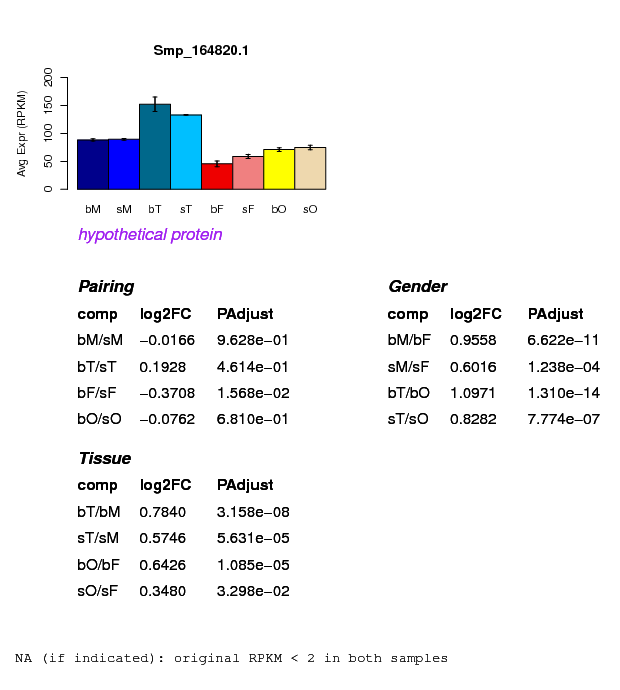 Smp_164820.1
Avg Expr (RPKM)
0 50 100 150 200
bM sM bT sT bF sF bO sO
hypothetical protein
Pairing
comp log2FC PAdjust
bM/sM −0.0166 9.628e−01
bT/sT 0.1928 4.614e−01
bF/sF −0.3708 1.568e−02
bO/sO −0.0762 6.810e−01
Gender
comp log2FC PAdjust
bM/bF 0.9558 6.622e−11
sM/sF 0.6016 1.238e−04
bT/bO 1.0971 1.310e−14
sT/sO 0.8282 7.774e−07
Tissue
comp log2FC PAdjust
bT/bM 0.7840 3.158e−08
sT/sM 0.5746 5.631e−05
bO/bF 0.6426 1.085e−05
sO/sF 0.3480 3.298e−02
NA (if indicated): original RPKM < 2 in both samples